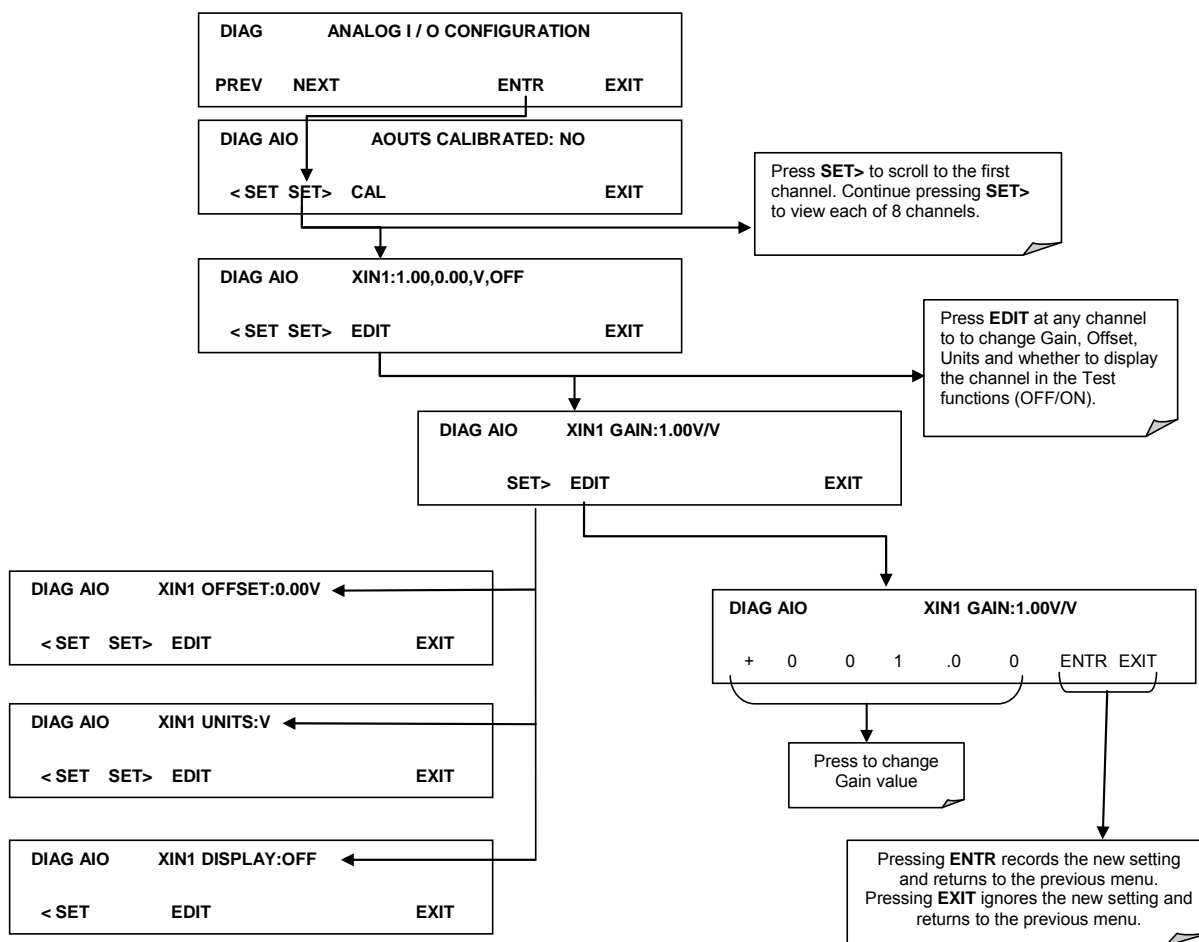 DIAG ANALOG I / O CONFIGURATION
PREV NEXT ENTR EXIT
DIAG AIO AOUTS CALIBRATED: NO
< SET SET> CAL EXIT
Press SET> to scroll to the first
channel. Continue pressing SET>
to view each of 8 channels.
DIAG AIO XIN1:1.00,0.00,V,OFF
< SET SET> EDIT EXIT
Press EDIT at any channel
to to change Gain, Offset,
Units and whether to display
the channel in the Test
functions (OFF/ON).
DIAG AIO XIN1 GAIN:1.00V/V
SET> EDIT EXIT
DIAG AIO XIN1 OFFSET:0.00V
< SET SET> EDIT EXIT
DIAG AIO XIN1 UNITS:V
< SET SET> EDIT EXIT
DIAG AIO XIN1 DISPLAY:OFF
< SET EDIT EXIT
DIAG AIO XIN1 GAIN:1.00V/V
+ 0 0 1 .0 0 ENTR EXIT
Press to change
Gain value
Pressing ENTR records the new setting
and returns to the previous menu.
Pressing EXIT ignores the new setting and
returns to the previous menu.